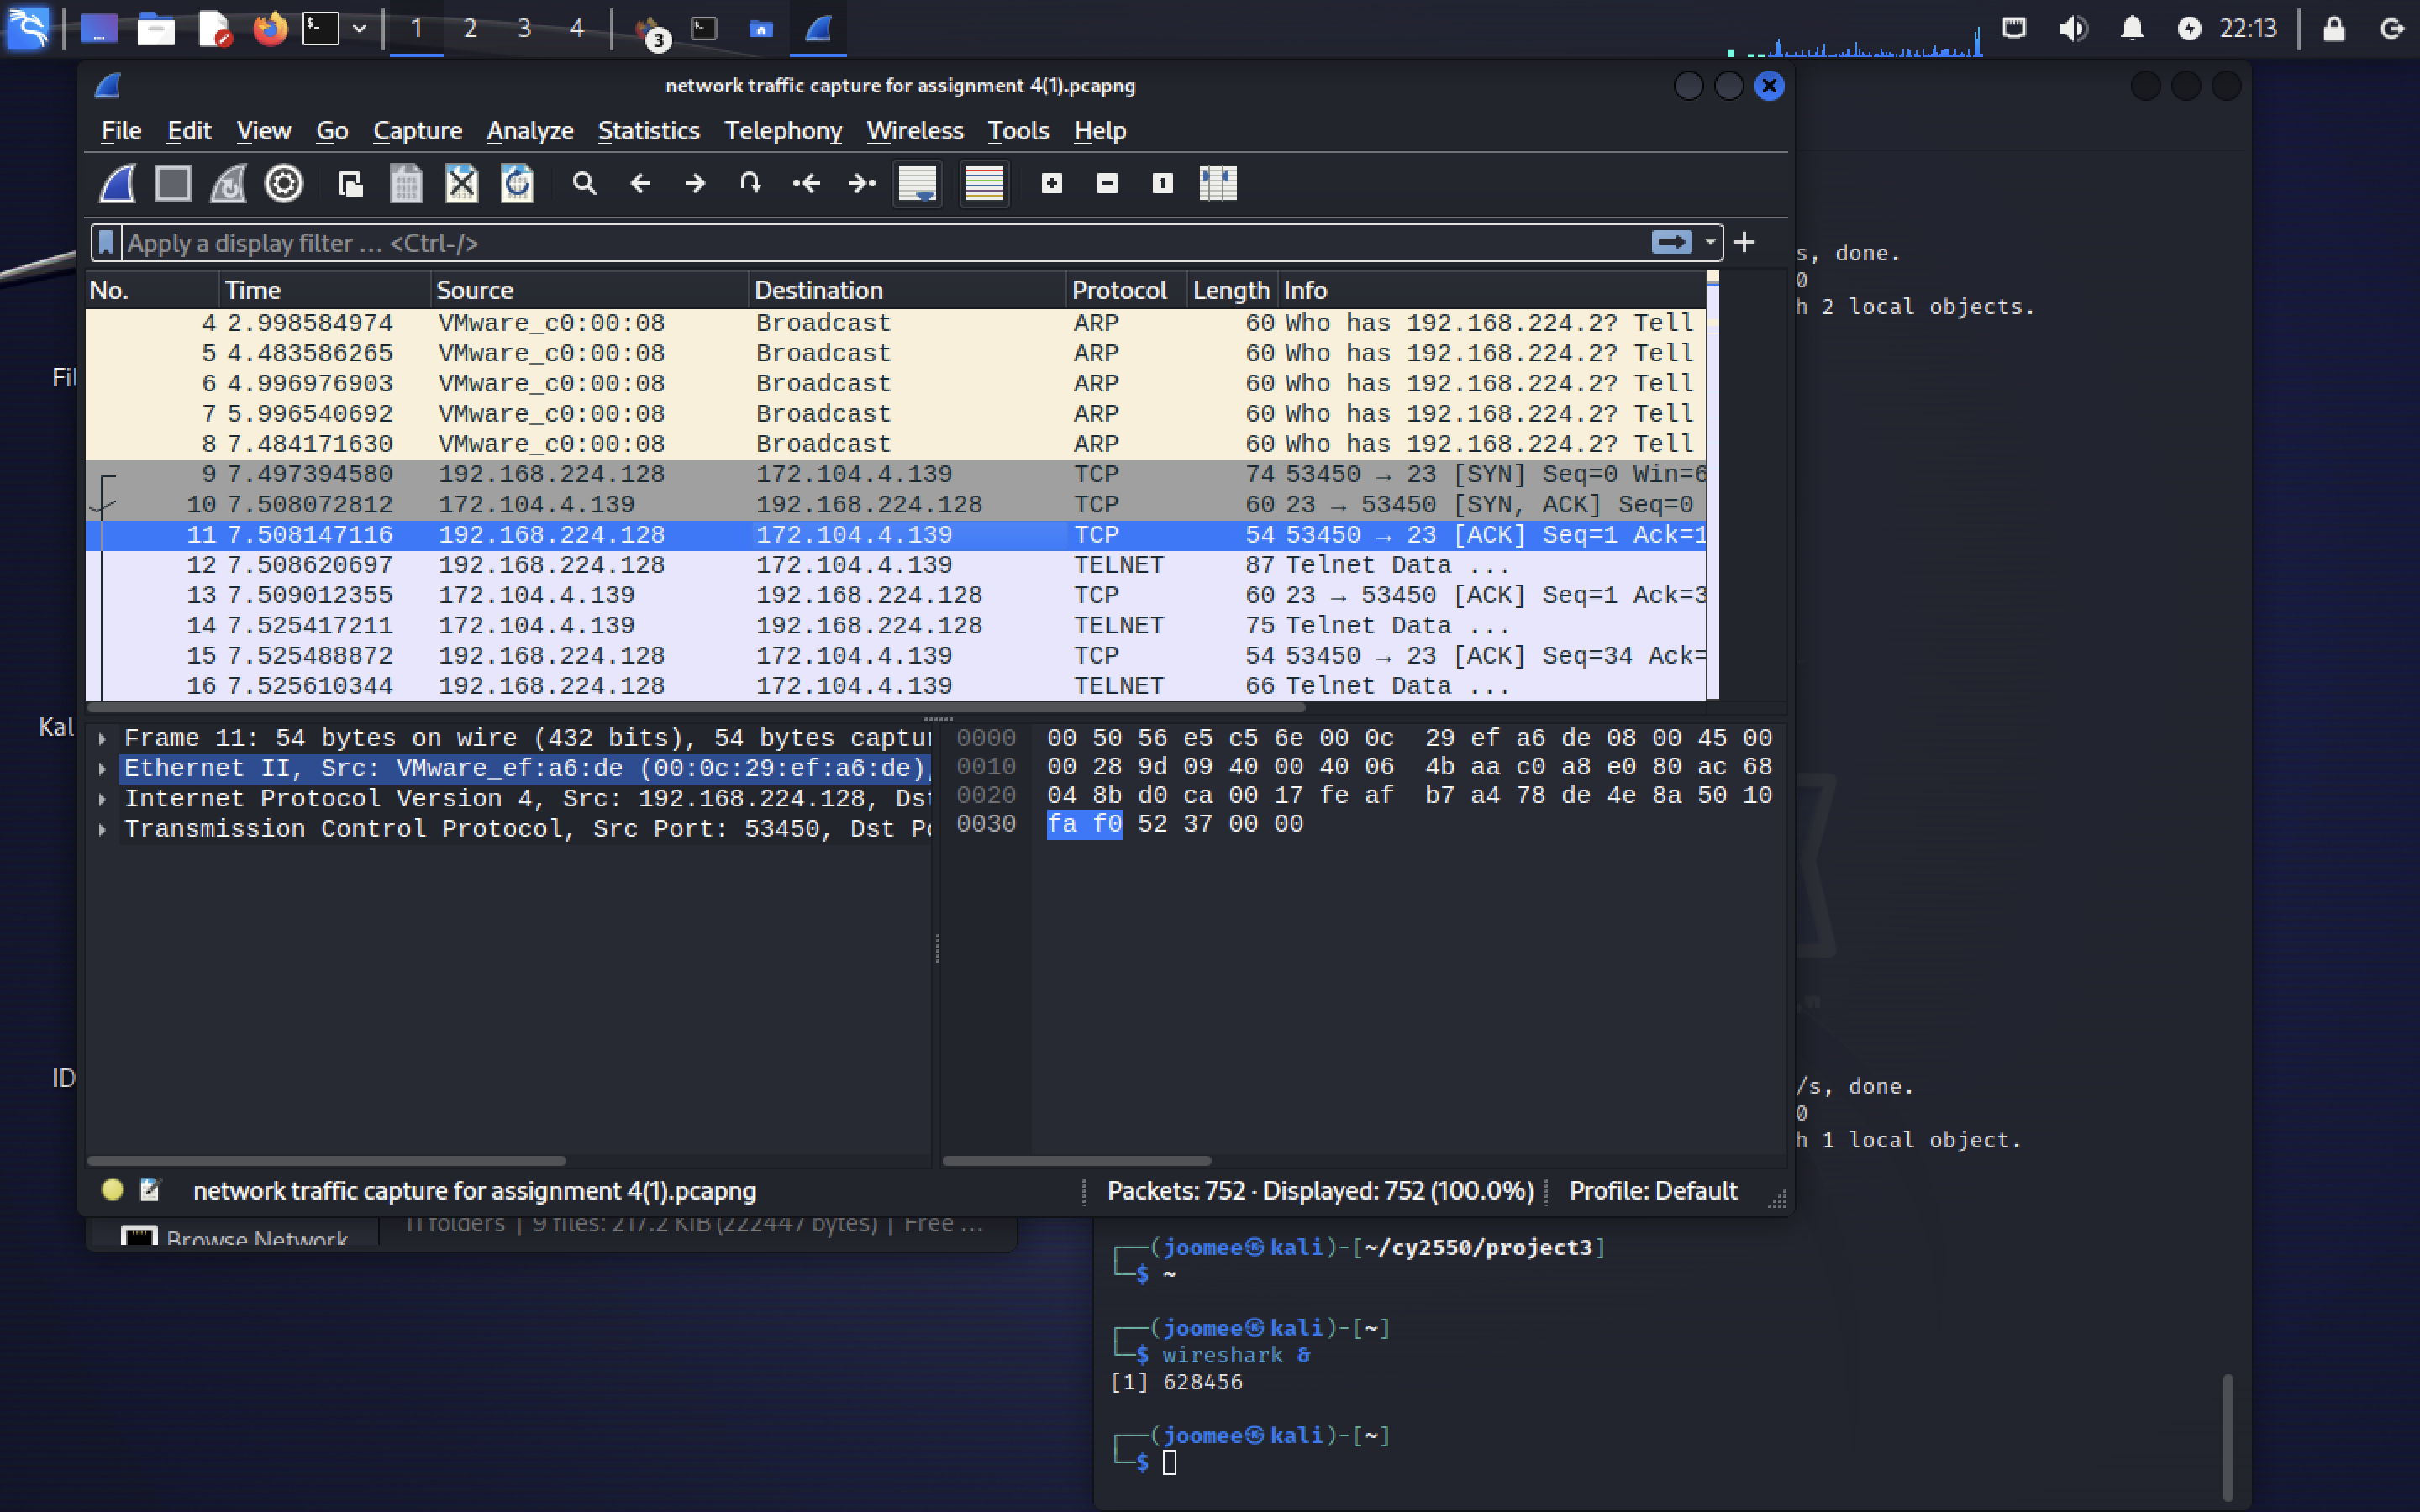 1 2 3 4 3 22:13
network traffic capture for assignment 4(1).pcapng
File Edit View Go Capture Analyze Statistics Telephony Wireless Tools Help
Apply a display filter … <Ctrl-/>
No. Time Source Destination Protocol Length Info
4 2.998584974 VMware_c0:00:08 Broadcast ARP 60 Who has 192.168.224.2? Tell
5 4.483586265 VMware_c0:00:08 Broadcast ARP 60 Who has 192.168.224.2? Tell
6 4.996976903 VMware_c0:00:08 Broadcast ARP 60 Who has 192.168.224.2? Tell
7 5.996540692 VMware_c0:00:08 Broadcast ARP 60 Who has 192.168.224.2? Tell
8 7.484171630 VMware_c0:00:08 Broadcast ARP 60 Who has 192.168.224.2? Tell
9 7.497394580 192.168.224.128 172.104.4.139 TCP 74 53450 → 23 [SYN] Seq=0 Win=6
10 7.508072812 172.104.4.139 192.168.224.128 TCP 60 23 → 53450 [SYN, ACK] Seq=0
11 7.508147116 192.168.224.128 172.104.4.139 TCP 54 53450 → 23 [ACK] Seq=1 Ack=1
12 7.508620697 192.168.224.128 172.104.4.139 TELNET 87 Telnet Data ...
13 7.509012355 172.104.4.139 192.168.224.128 TCP 60 23 → 53450 [ACK] Seq=1 Ack=3
14 7.525417211 172.104.4.139 192.168.224.128 TELNET 75 Telnet Data ...
15 7.525488872 192.168.224.128 172.104.4.139 TCP 54 53450 → 23 [ACK] Seq=34 Ack=
16 7.525610344 192.168.224.128 172.104.4.139 TELNET 66 Telnet Data ...
Frame 11: 54 bytes on wire (432 bits), 54 bytes captur
Ethernet II, Src: VMware_ef:a6:de (00:0c:29:ef:a6:de),
Internet Protocol Version 4, Src: 192.168.224.128, Dst
Transmission Control Protocol, Src Port: 53450, Dst Po
0000 00 50 56 e5 c5 6e 00 0c 29 ef a6 de 08 00 45 00
0010 00 28 9d 09 40 00 40 06 4b aa c0 a8 e0 80 ac 68
0020 04 8b d0 ca 00 17 fe af b7 a4 78 de 4e 8a 50 10
0030 fa f0 52 37 00 00
network traffic capture for assignment 4(1).pcapng Packets: 752 · Displayed: 752 (100.0%) Profile: Default
Browse Network
11 folders | 9 files: 217.2 KiB (222447 bytes) | Free …
Fil
Kal
ID
s, done.
0
h 2 local objects.
/s, done.
0
h 1 local object.
┌──(joomee㉿kali)-[~/cy2550/project3]
└─$ ~
┌──(joomee㉿kali)-[~]
└─$ wireshark &
[1] 628456
┌──(joomee㉿kali)-[~]
└─$